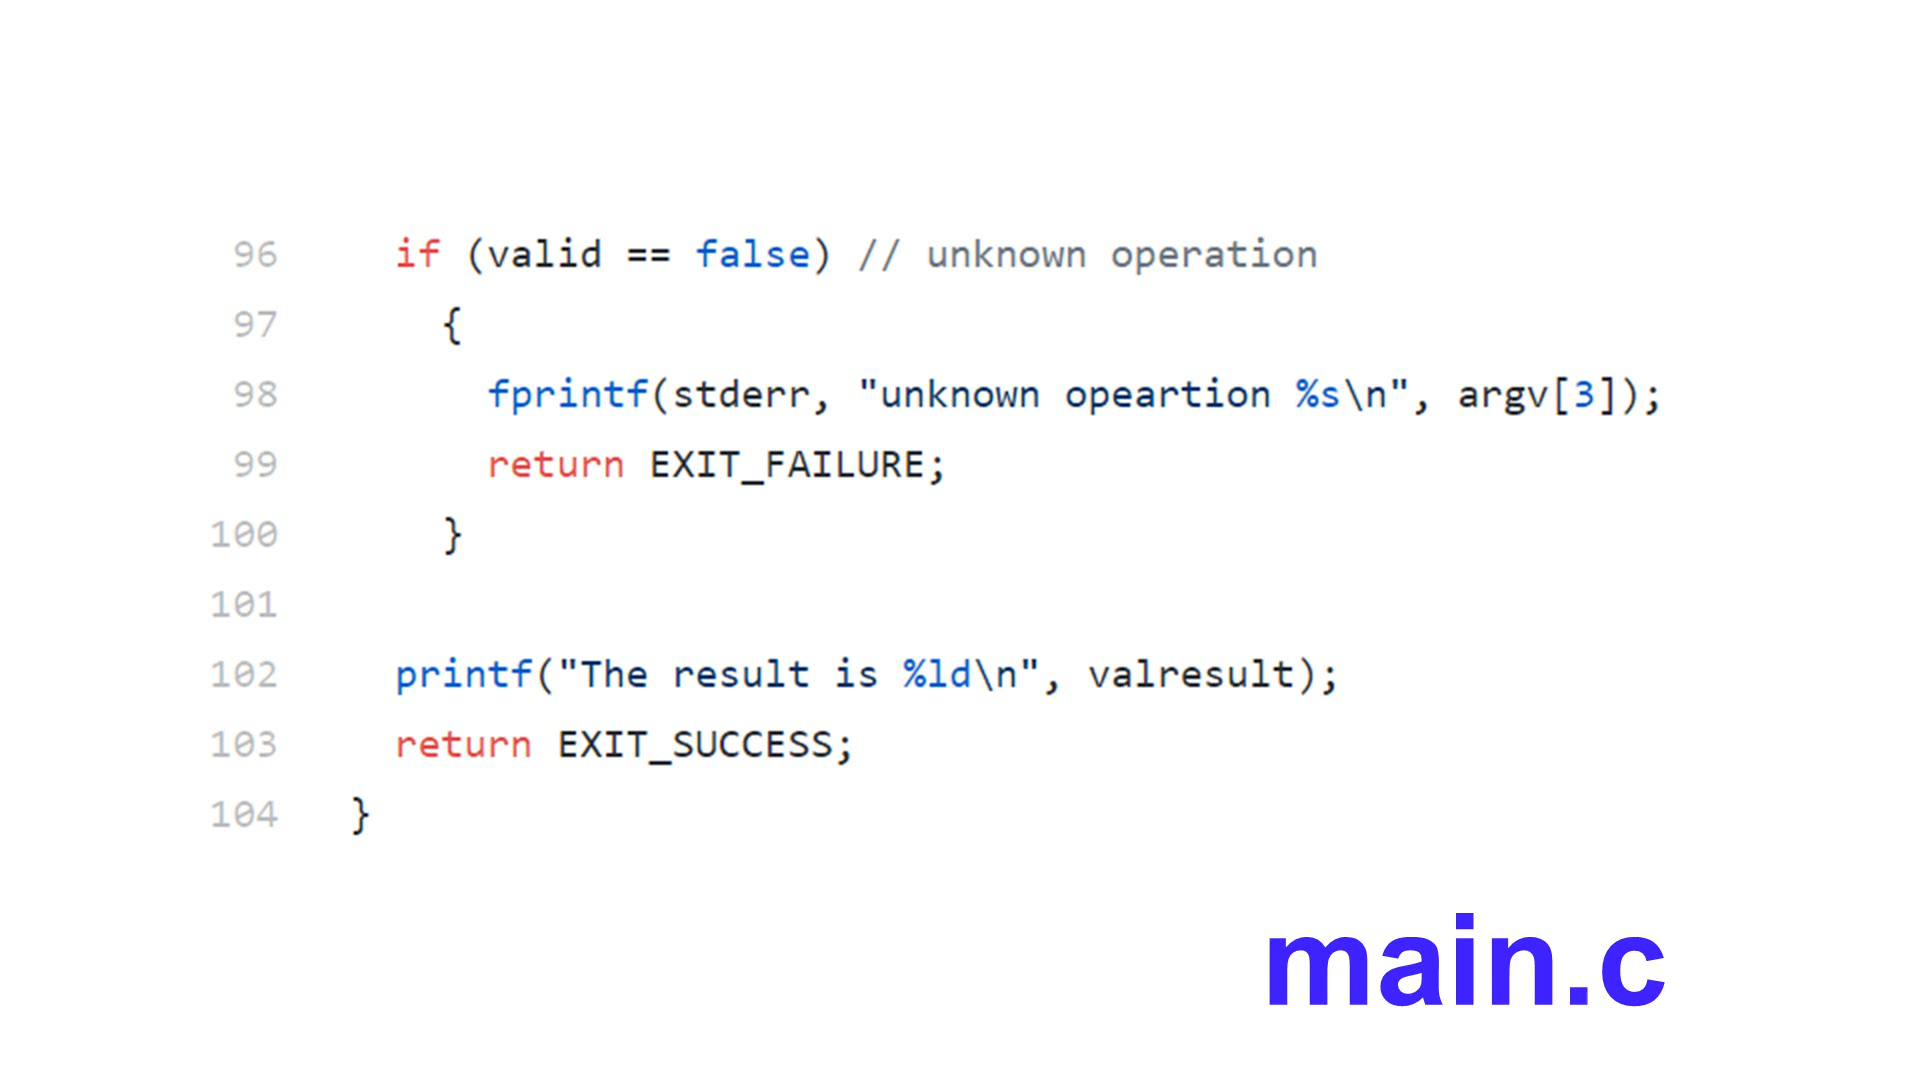 96 if (valid == false) // unknown operation
97 {
98 fprintf(stderr, "unknown opeartion %s\n", argv[3]);
99 return EXIT_FAILURE;
100 }
101
102 printf("The result is %ld\n", valresult);
103 return EXIT_SUCCESS;
104 }
main.c